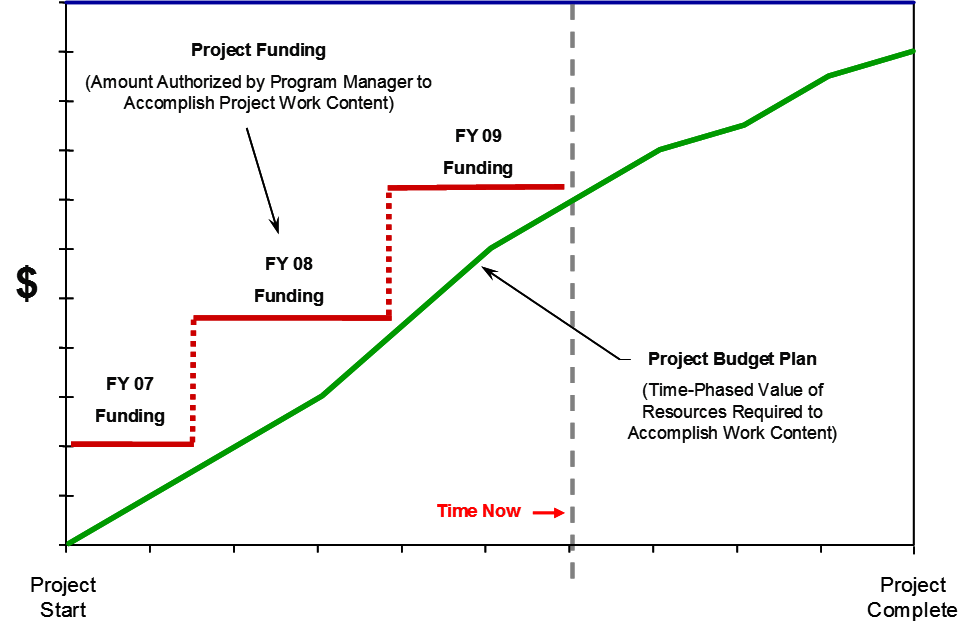 Project Funding
(Amount Authorized by Program Manager to
Accomplish Project Work Content)
FY 09
Funding
FY 08
Funding
$
Project Budget Plan
(Time-Phased Value of
Resources Required to
Accomplish Work Content)
FY 07
Funding
Time Now
Project
Start
Project
Complete